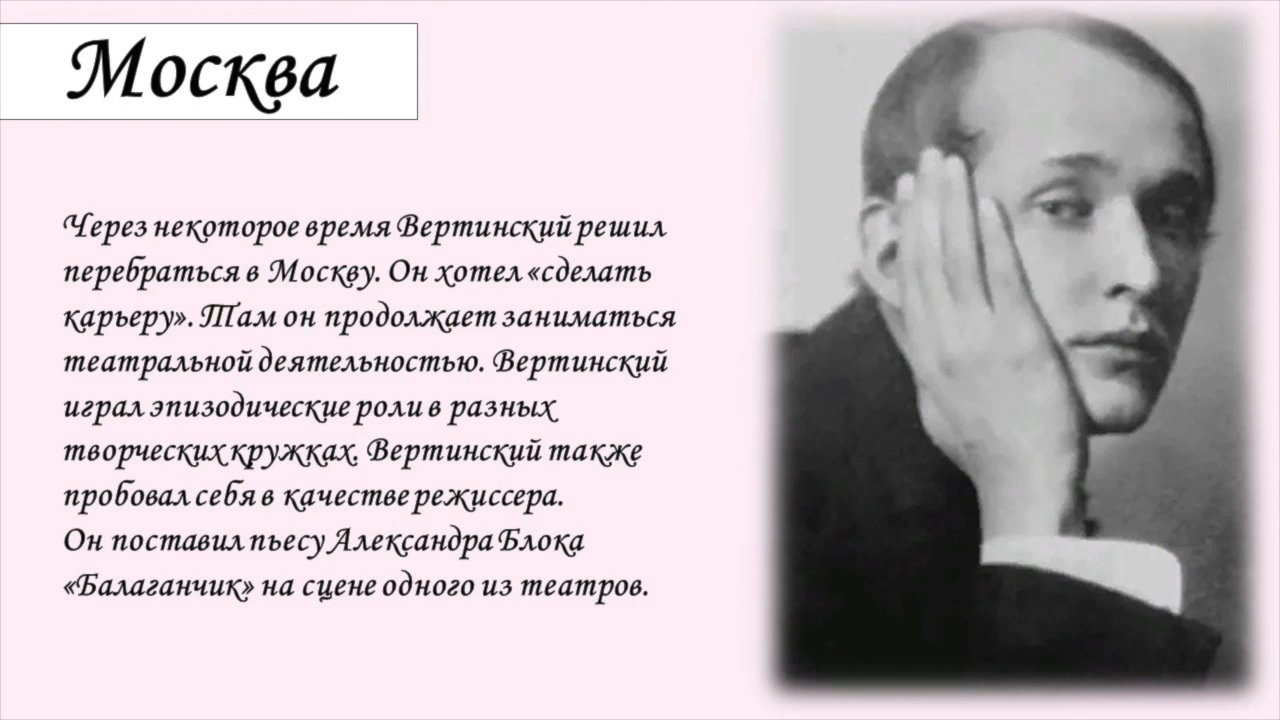 Москва
Через некоторое время Вертинский решил
перебраться в Москву. Он хотел «сделать
карьеру». Там он продолжает заниматься
театральной деятельностью. Вертинский
играл эпизодические роли в разных
творческих кружках. Вертинский также
пробовал себя в качестве режиссера.
Он поставил пьесу Александра Блока
«Балаганчик» на сцене одного из театров.